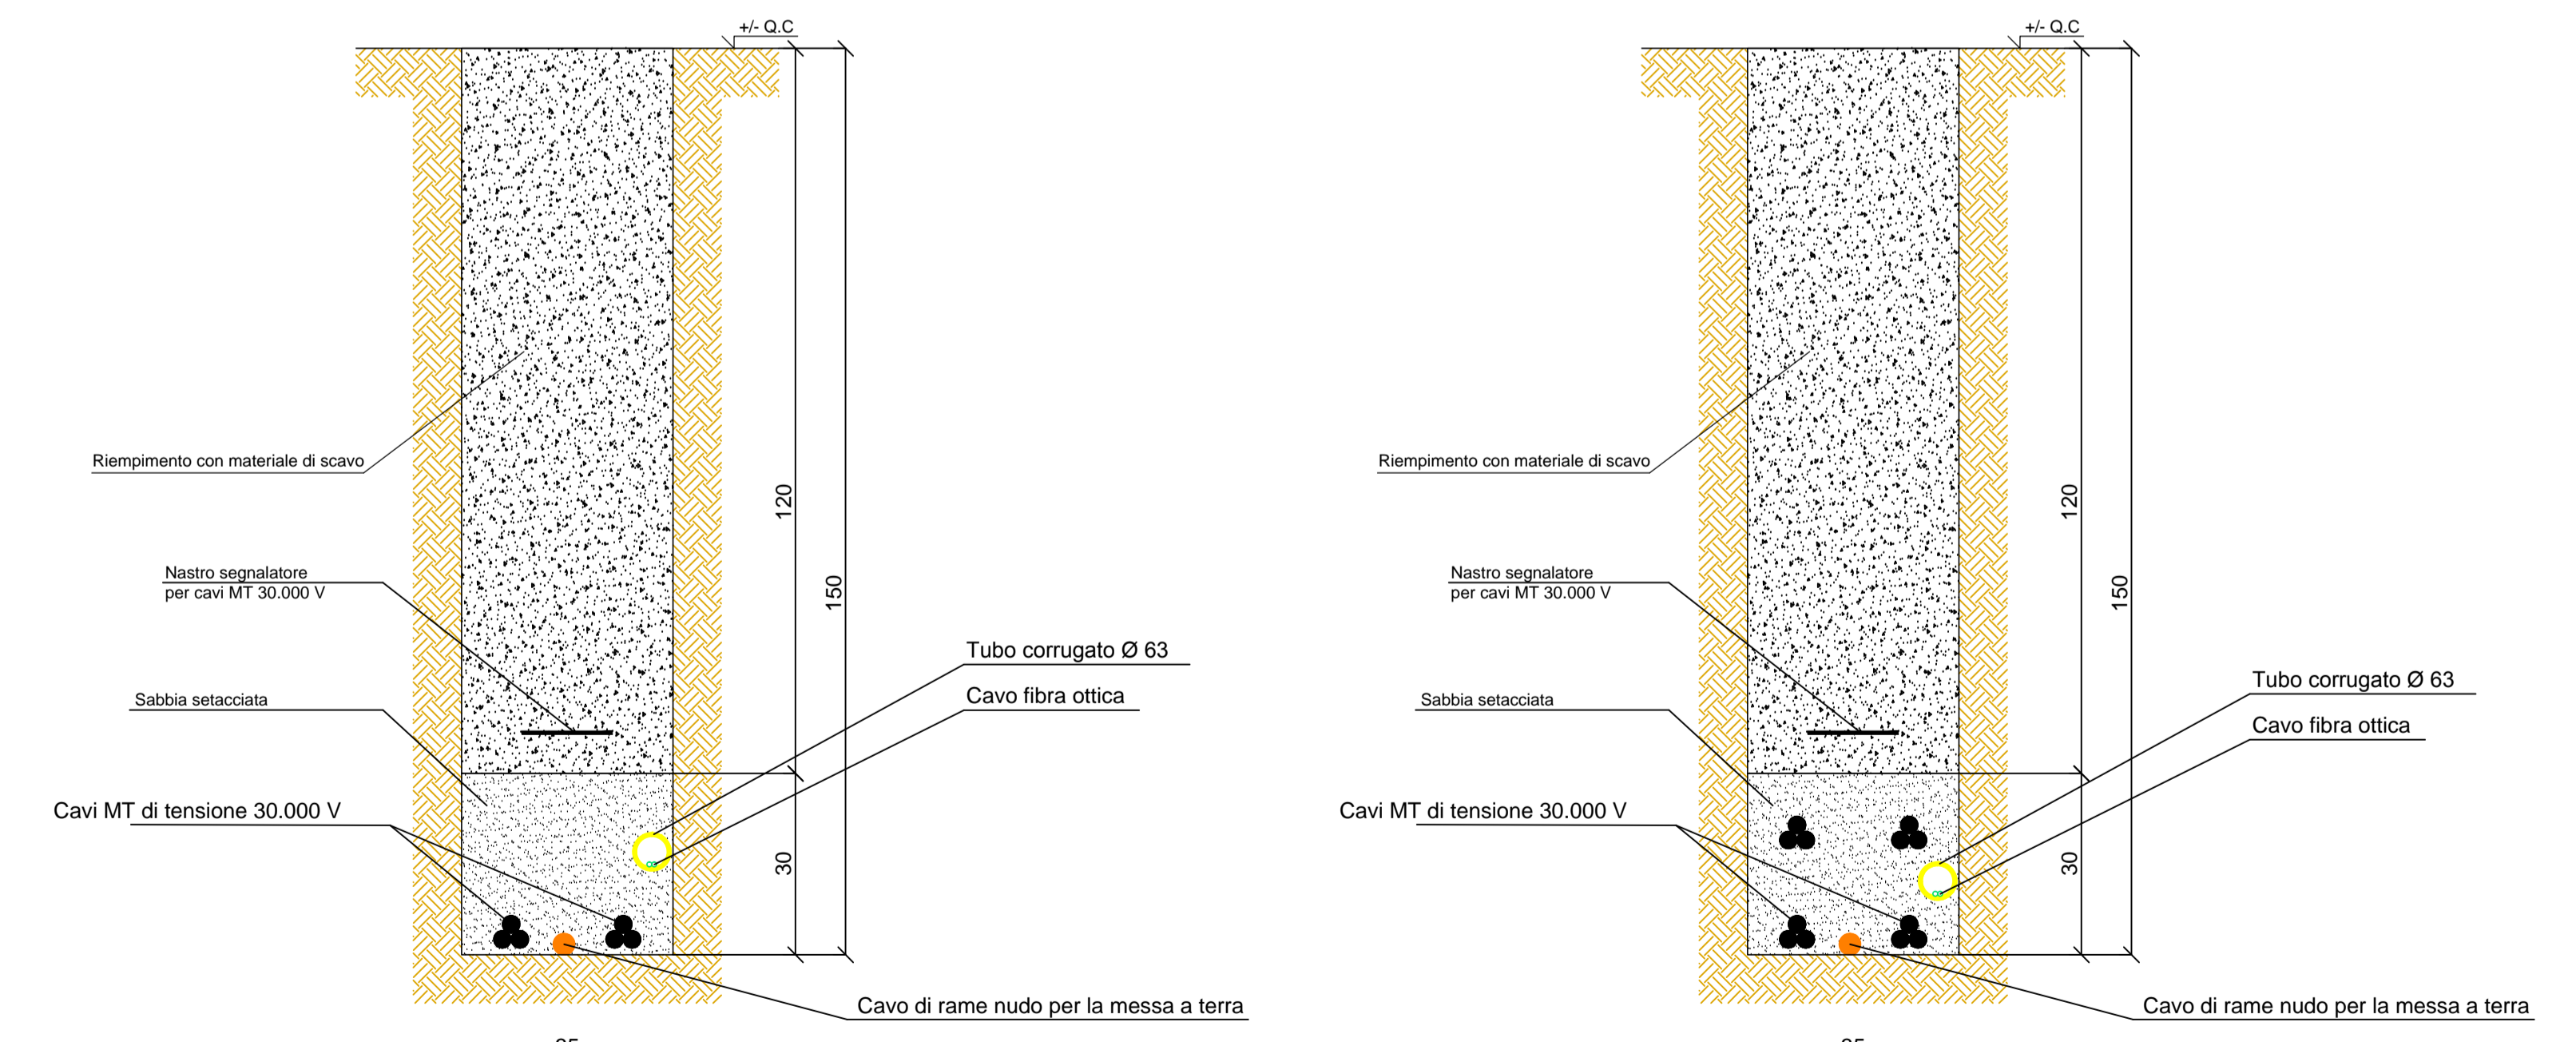 +/- Q.C
Riempimento con materiale di scavo
120
Nastro segnalatore
per cavi MT 30.000 V
150
Tubo corrugato Ø 63
Sabbia setacciata
Cavo fibra ottica
Cavi MT di tensione 30.000 V
30
Cavo di rame nudo per la messa a terra
+/- Q.C
Riempimento con materiale di scavo
120
Nastro segnalatore
per cavi MT 30.000 V
150
Tubo corrugato Ø 63
Sabbia setacciata
Cavo fibra ottica
Cavi MT di tensione 30.000 V
30
Cavo di rame nudo per la messa a terra